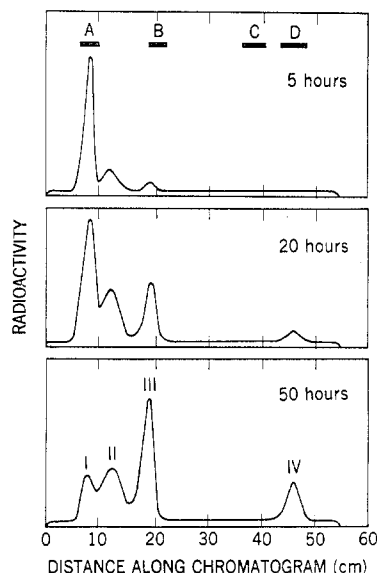 A B C D
5 hours
20 hours
50 hours
I II III IV
RADIOACTIVITY
0 10 20 30 40 50 60
DISTANCE ALONG CHROMATOGRAM (cm)